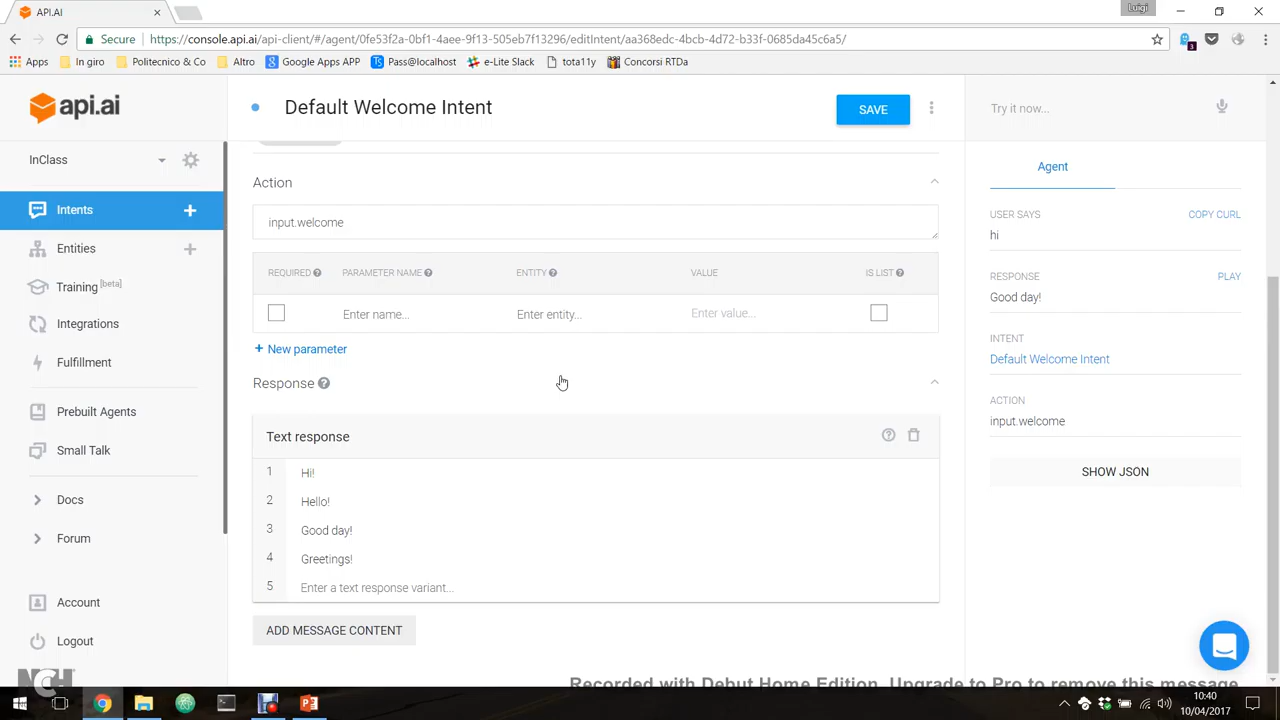 API.AI
Luigi
Secure
https://console.api.ai/api-client/#/agent/0fe53f2a-0bf1-4aee-9f13-505eb7f13296/editIntent/aa368edc-4bcb-4d72-b33f-0685da45c6a5/
3
Apps
In giro
Politecnico & Co
Altro
Google Apps APP
Pass@localhost
e-Lite Slack
tota11y
Concorsi RTDa
api.ai
Default Welcome Intent
SAVE
Try it now...
InClass
Intents
Entities
Training [beta]
Integrations
Fulfillment
Prebuilt Agents
Small Talk
Docs
Forum
Account
Logout
Action
input.welcome
REQUIRED ? PARAMETER NAME ? ENTITY ? VALUE IS LIST ?
Enter name... Enter entity... Enter value...
+ New parameter
Response ?
Text response
?
1 Hi!
2 Hello!
3 Good day!
4 Greetings!
5 Enter a text response variant...
ADD MESSAGE CONTENT
Agent
USER SAYS COPY CURL
hi
RESPONSE PLAY
Good day!
INTENT
Default Welcome Intent
ACTION
input.welcome
SHOW JSON
NCH
Recorded with Debut Home Edition. Upgrade to Pro to remove this message
10:40
10/04/2017